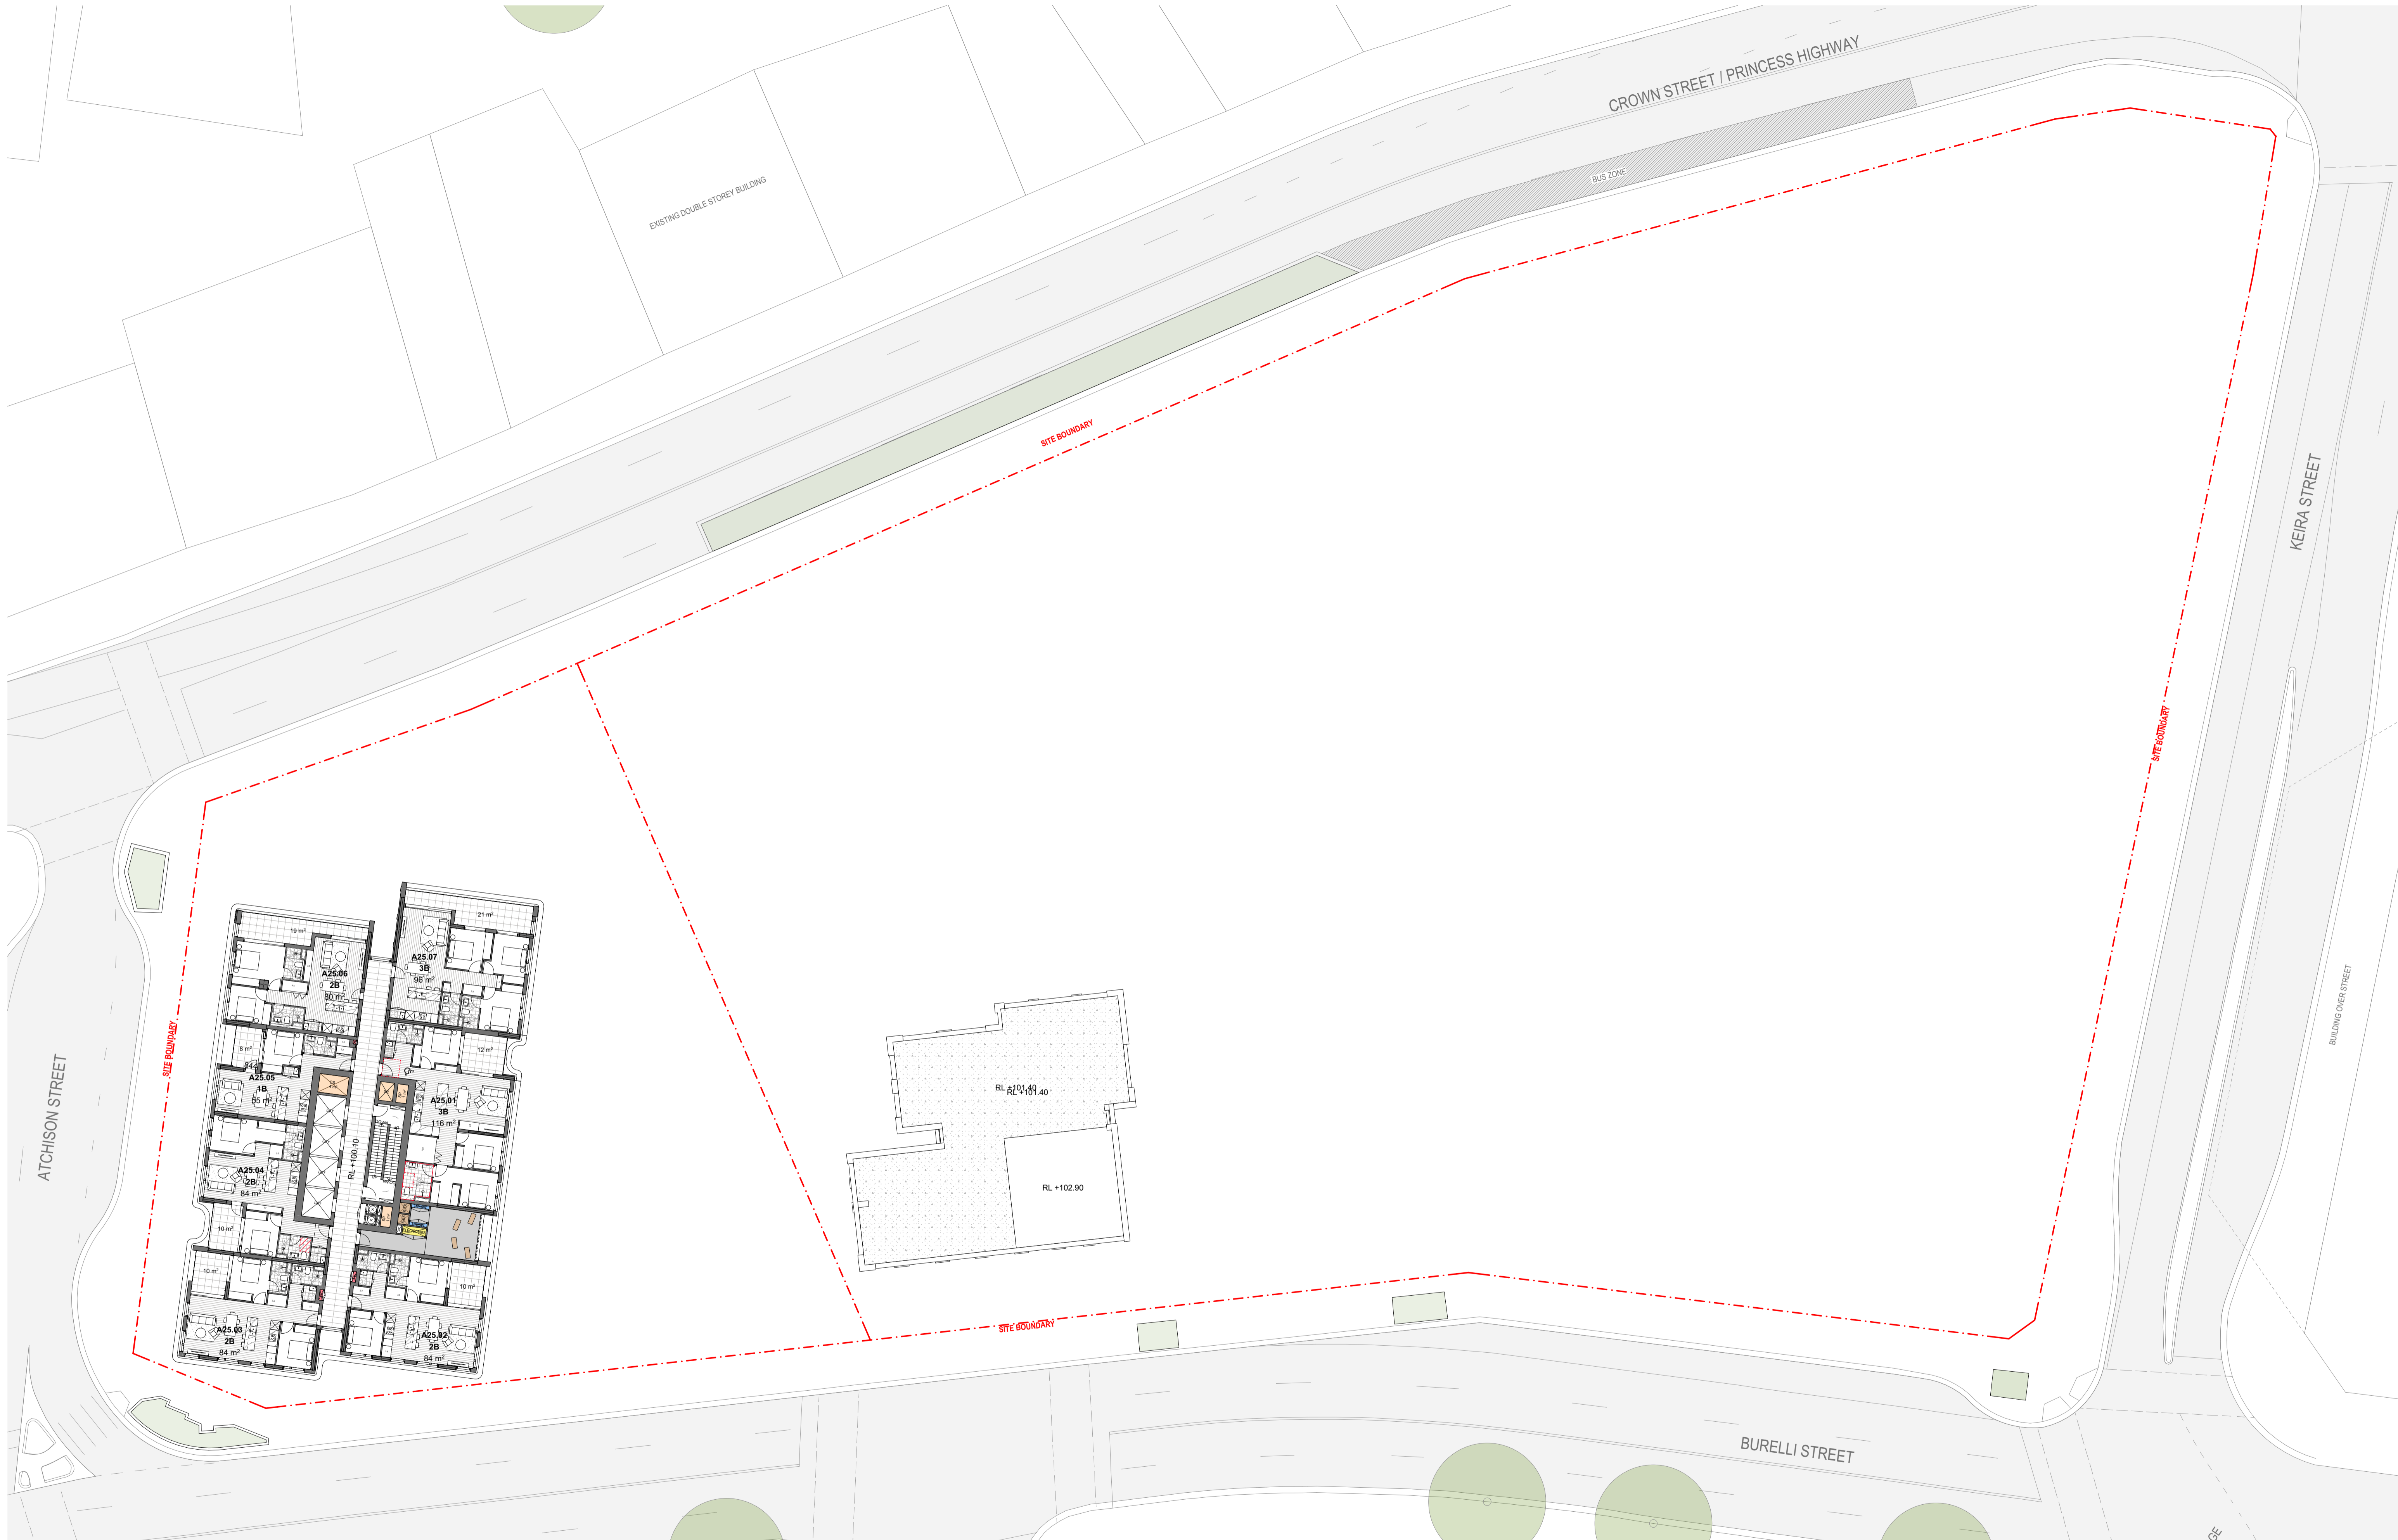 CROWN STREET / PRINCESS HIGHWAY
BUS ZONE
EXISTING DOUBLE STOREY BUILDING
SITE BOUNDARY
KEIRA STREET
SITE BOUNDARY
BUILDING OVER STREET
SITE BOUNDARY
ATCHISON STREET
21 m²
19 m²
A25.07
3B
96 m²
A25.06
2B
80 m²
8 m²
12 m²
A25.05
1B
55 m²
A25.01
3B
116 m²
RL +100.10
A25.04
2B
84 m²
10 m²
10 m²
10 m²
A25.03
2B
84 m²
A25.02
2B
84 m²
RL +101.40
RL +101.40
RL +102.90
SITE BOUNDARY
BURELLI STREET
GE